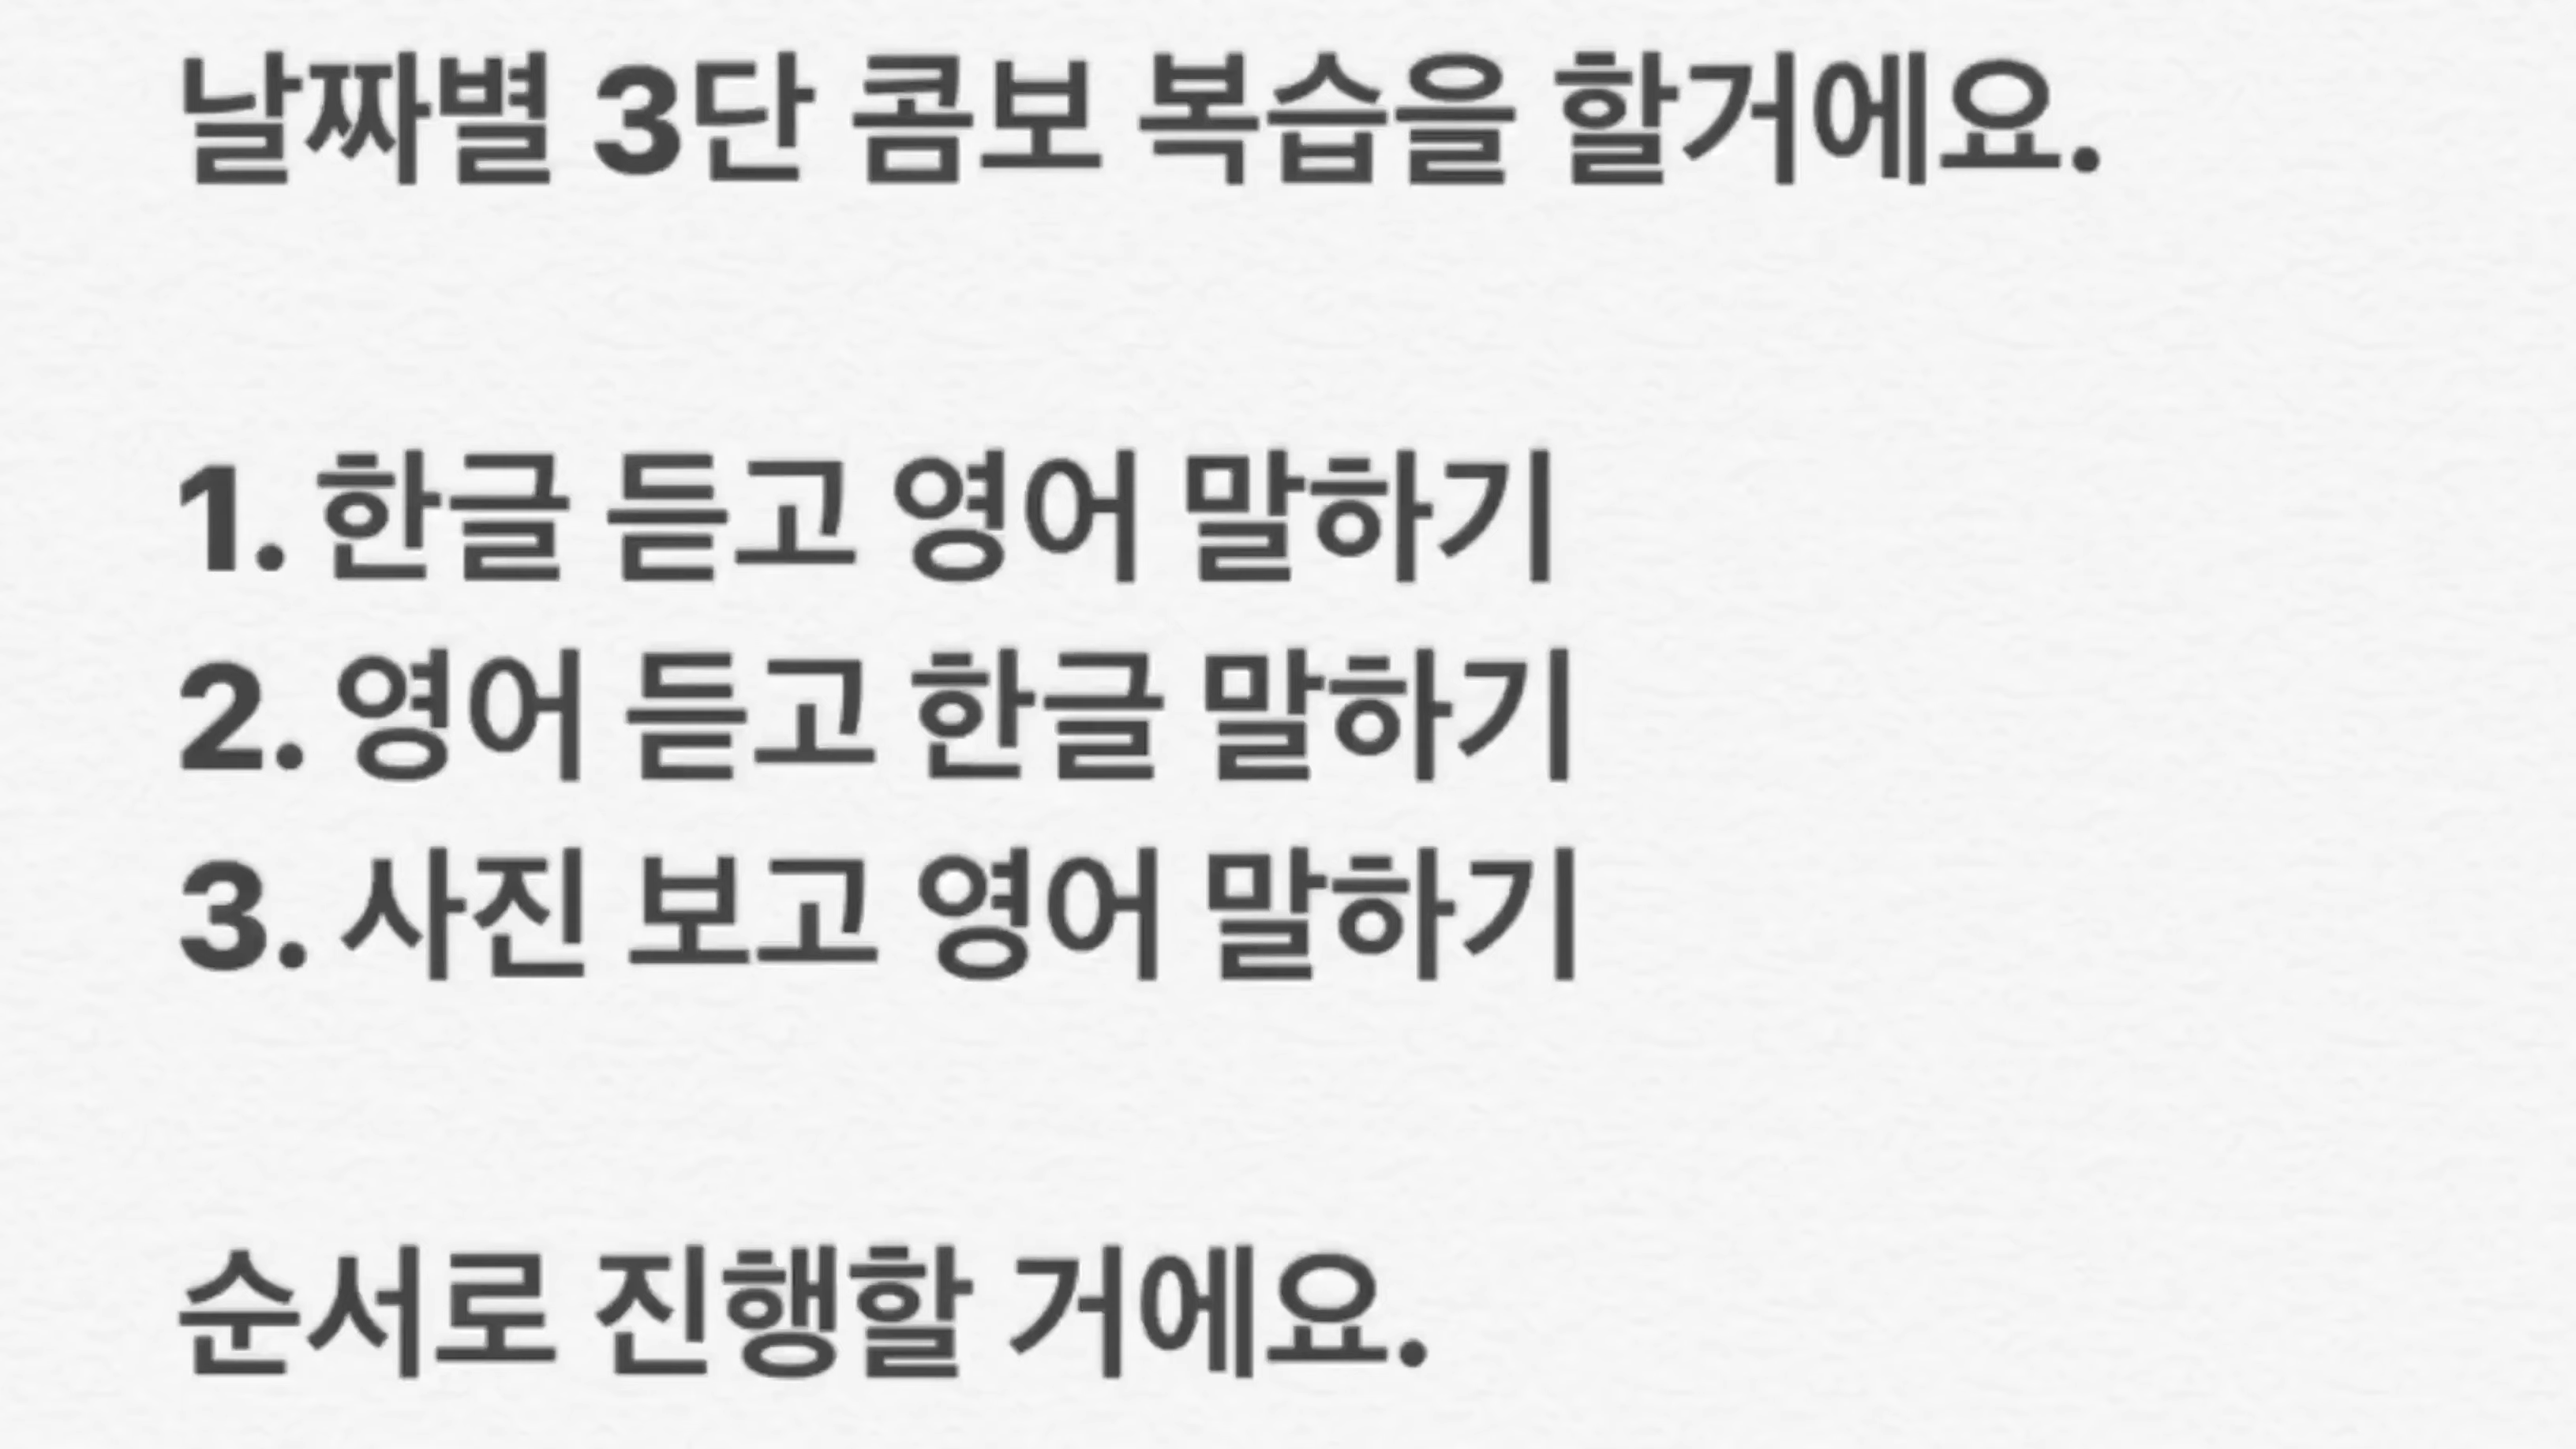 날짜별 3단 콤보 복습을 할거에요.
1. 한글 듣고 영어 말하기
2. 영어 듣고 한글 말하기
3. 사진 보고 영어 말하기
순서로 진행할 거에요.